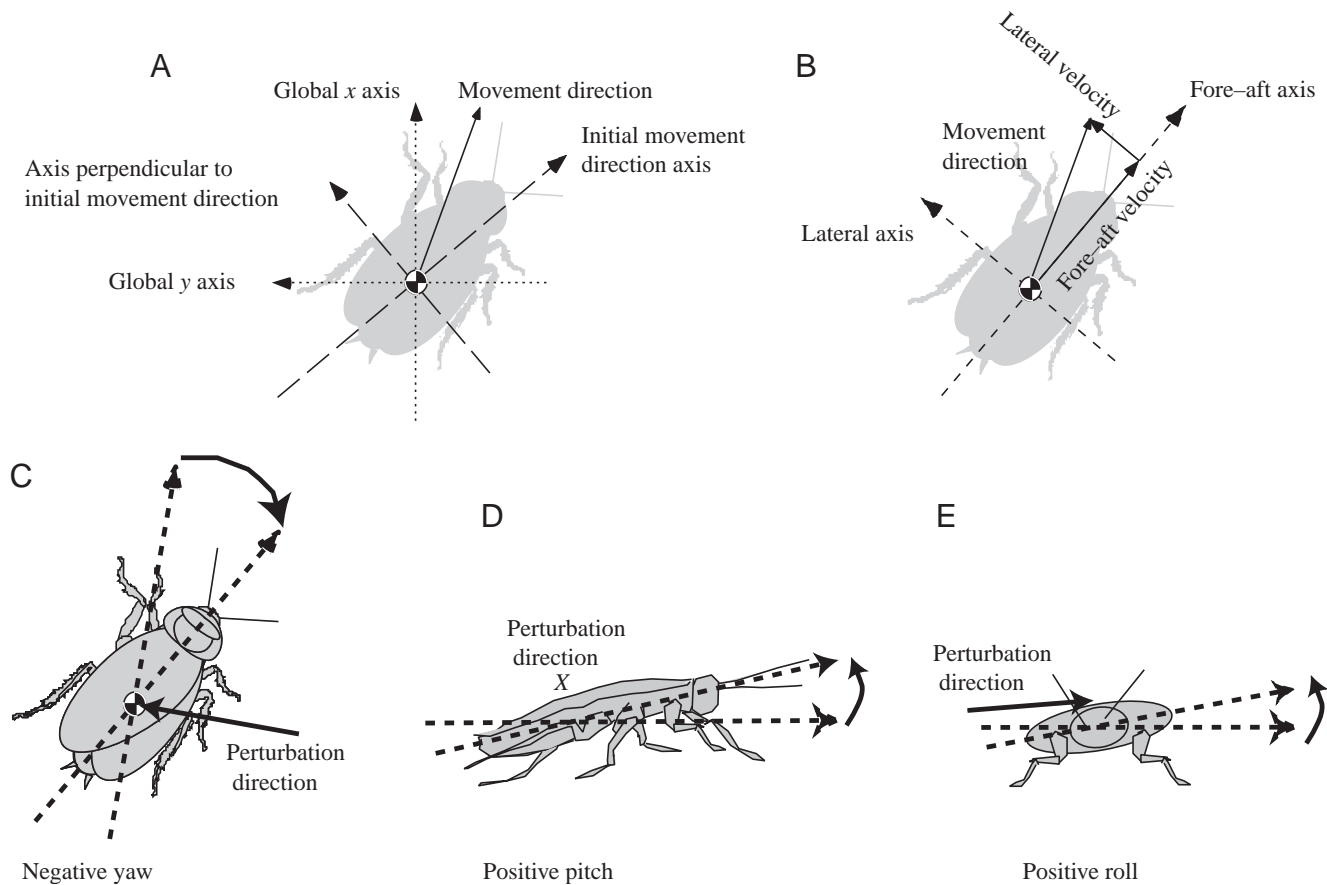 A
Global x axis
Movement direction
Initial movement
direction axis
Axis perpendicular to
initial movement direction
Global y axis
B
Lateral velocity
Fore–aft axis
Movement
direction
Fore–aft velocity
Lateral axis
C
Perturbation
direction
Negative yaw
D
Perturbation
direction
X
Positive pitch
E
Perturbation
direction
Positive roll